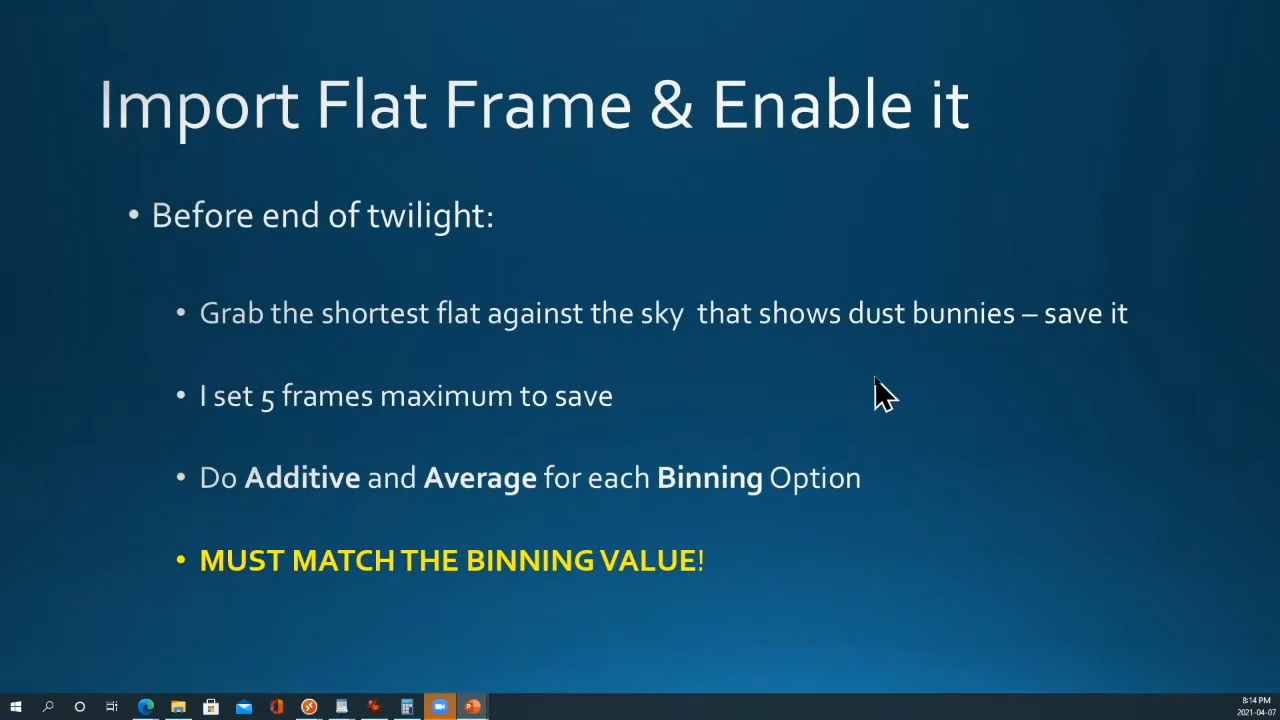 Import Flat Frame & Enable it
• Before end of twilight:
• Grab the shortest flat against the sky  that shows dust bunnies – save it
• I set 5 frames maximum to save
• Do Additive and Average for each Binning Option
• MUST MATCH THE BINNING VALUE!
8:14 PM
2021-04-07